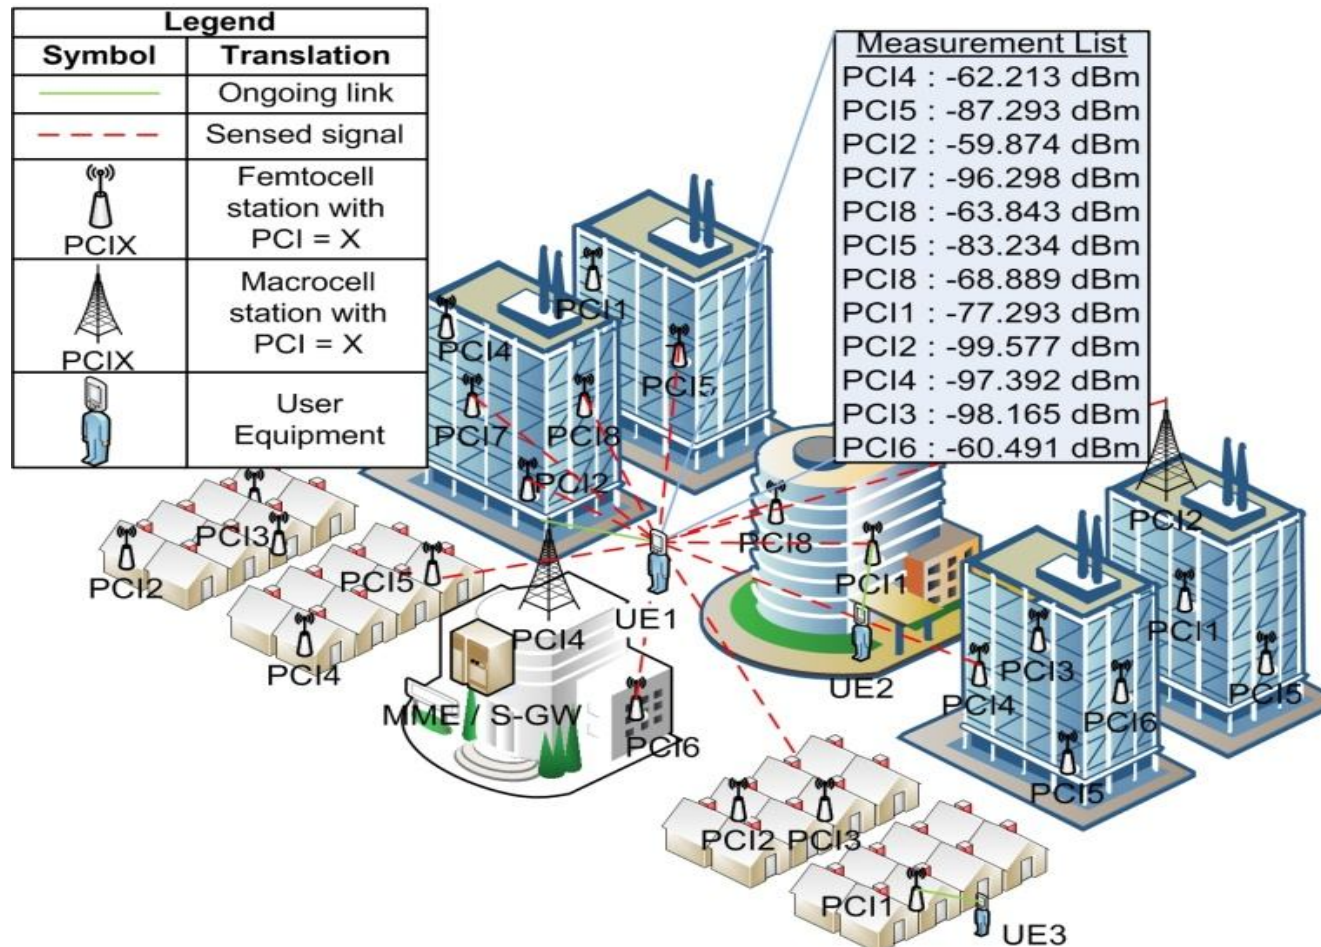 Legend
Symbol
Translation
Ongoing link
Sensed signal
PCIX
Femtocell
station with
PCI = X
PCIX
Macrocell
station with
PCI = X
User
Equipment
Measurement List
PCI4 : -62.213 dBm
PCI5 : -87.293 dBm
PCI2 : -59.874 dBm
PCI7 : -96.298 dBm
PCI8 : -63.843 dBm
PCI5 : -83.234 dBm
PCI8 : -68.889 dBm
PCI1 : -77.293 dBm
PCI2 : -99.577 dBm
PCI4 : -97.392 dBm
PCI3 : -98.165 dBm
PCI6 : -60.491 dBm
PCI1
PCI4
PCI5
PCI7
PCI8
PCI2
PCI3
PCI2
PCI5
PCI4
PCI4
UE1
MME / S-GW
PCI6
PCI8
PCI1
UE2
PCI2
PCI1
PCI5
PCI3
PCI4
PCI6
PCI5
PCI2
PCI3
PCI1
UE3